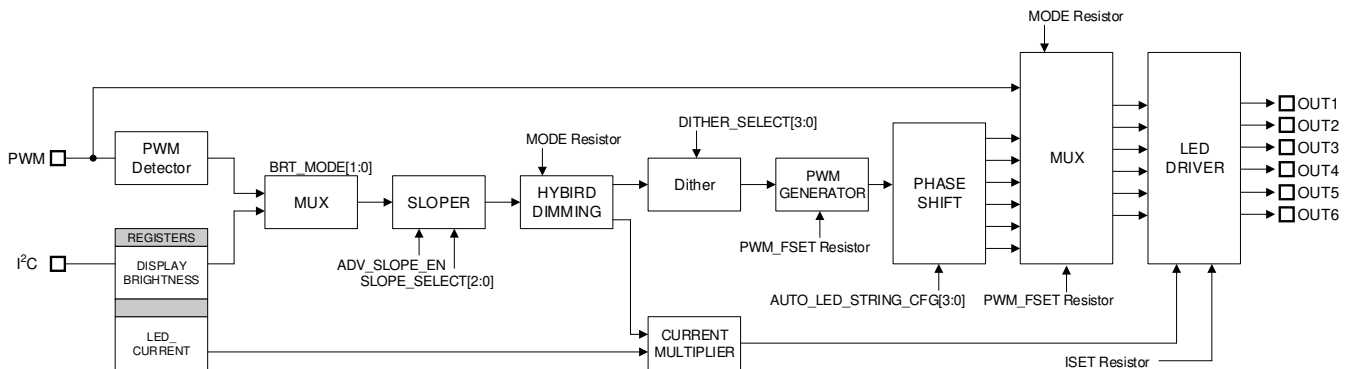 MODE Resistor
PWM
PWM
Detector
BRT_MODE[1:0]
MUX
SLOPER
ADV_SLOPE_EN
SLOPE_SELECT[2:0]
MODE Resistor
HYBIRD
DIMMING
DITHER_SELECT[3:0]
Dither
PWM
GENERATOR
PWM_FSET Resistor
PHASE
SHIFT
AUTO_LED_STRING_CFG[3:0]
MUX
PWM_FSET Resistor
LED
DRIVER
OUT1
OUT2
OUT3
OUT4
OUT5
OUT6
I²C
REGISTERS
DISPLAY
BRIGHTNESS
LED_
CURRENT
CURRENT
MULTIPLIER
ISET Resistor